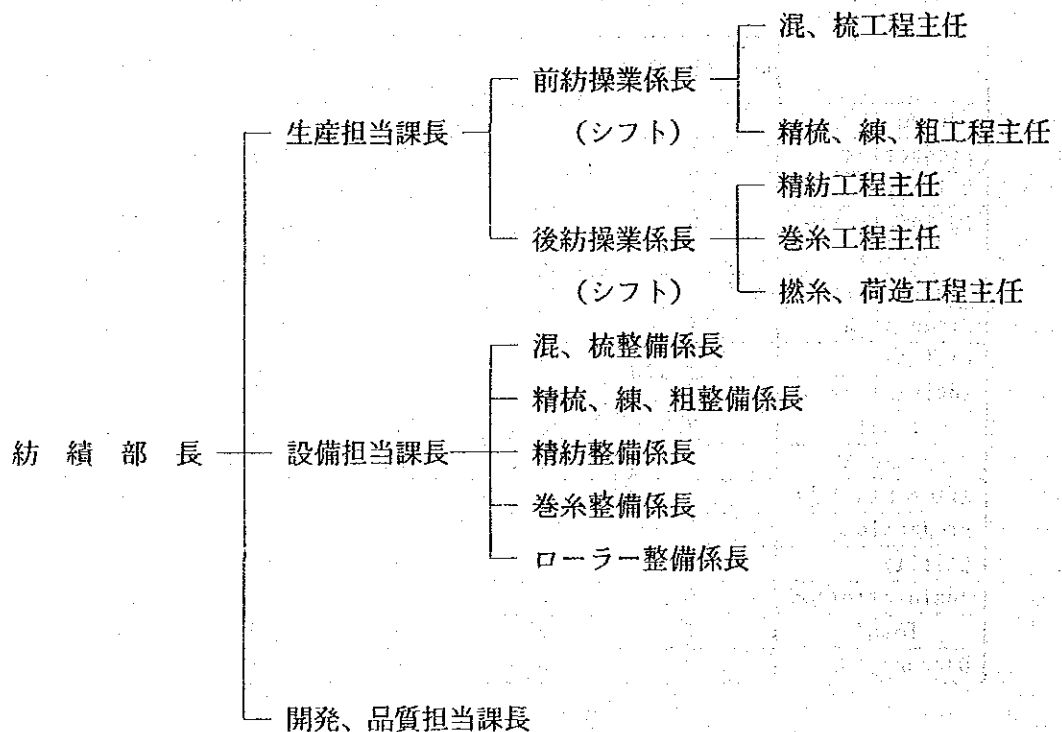 混、梳工程主任
前紡操業係長
生産担当課長
(シフト)
精梳、練、粗工程主任
精紡工程主任
後紡操業係長
巻糸工程主任
(シフト)
撚糸、荷造工程主任
混、梳整備係長
精梳、練、粗整備係長
紡績部長
設備担当課長
精紡整備係長
巻糸整備係長
ローラー整備係長
開発、品質担当課長